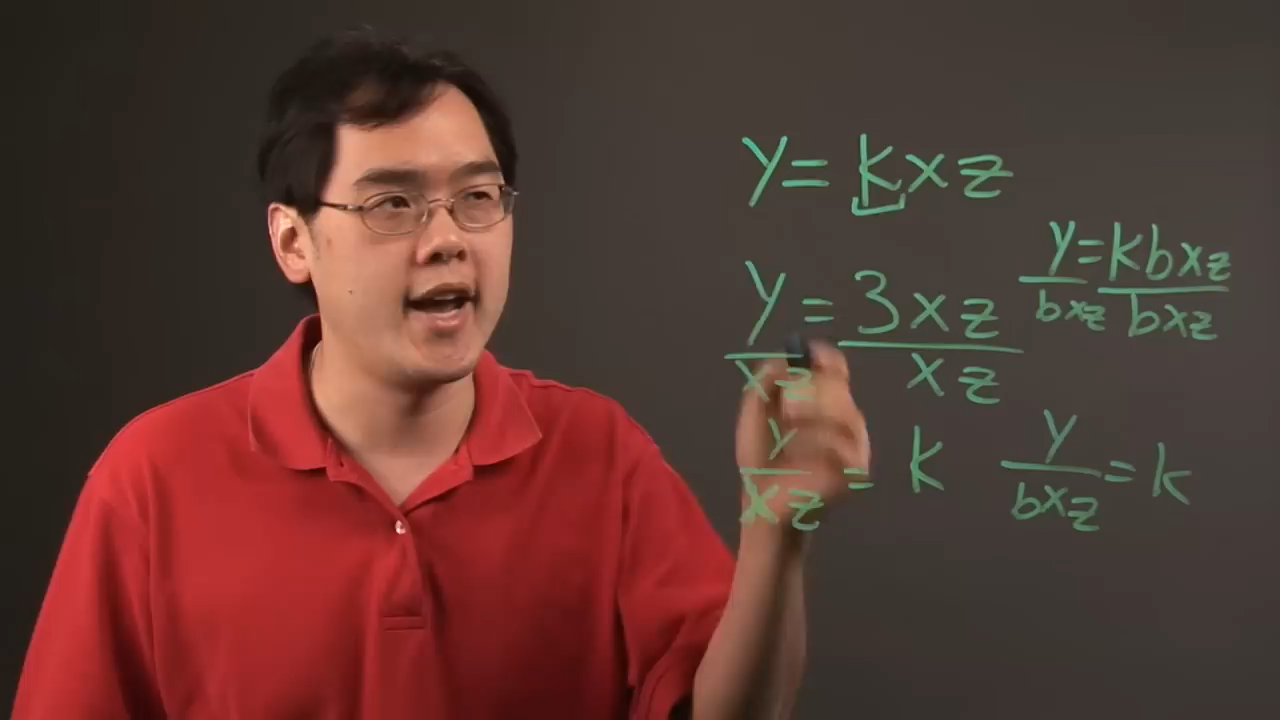 y = kxz
y = kbxz
bxz bxz
y = 3xz
xz xz
y/xz = k
y/bxz = k